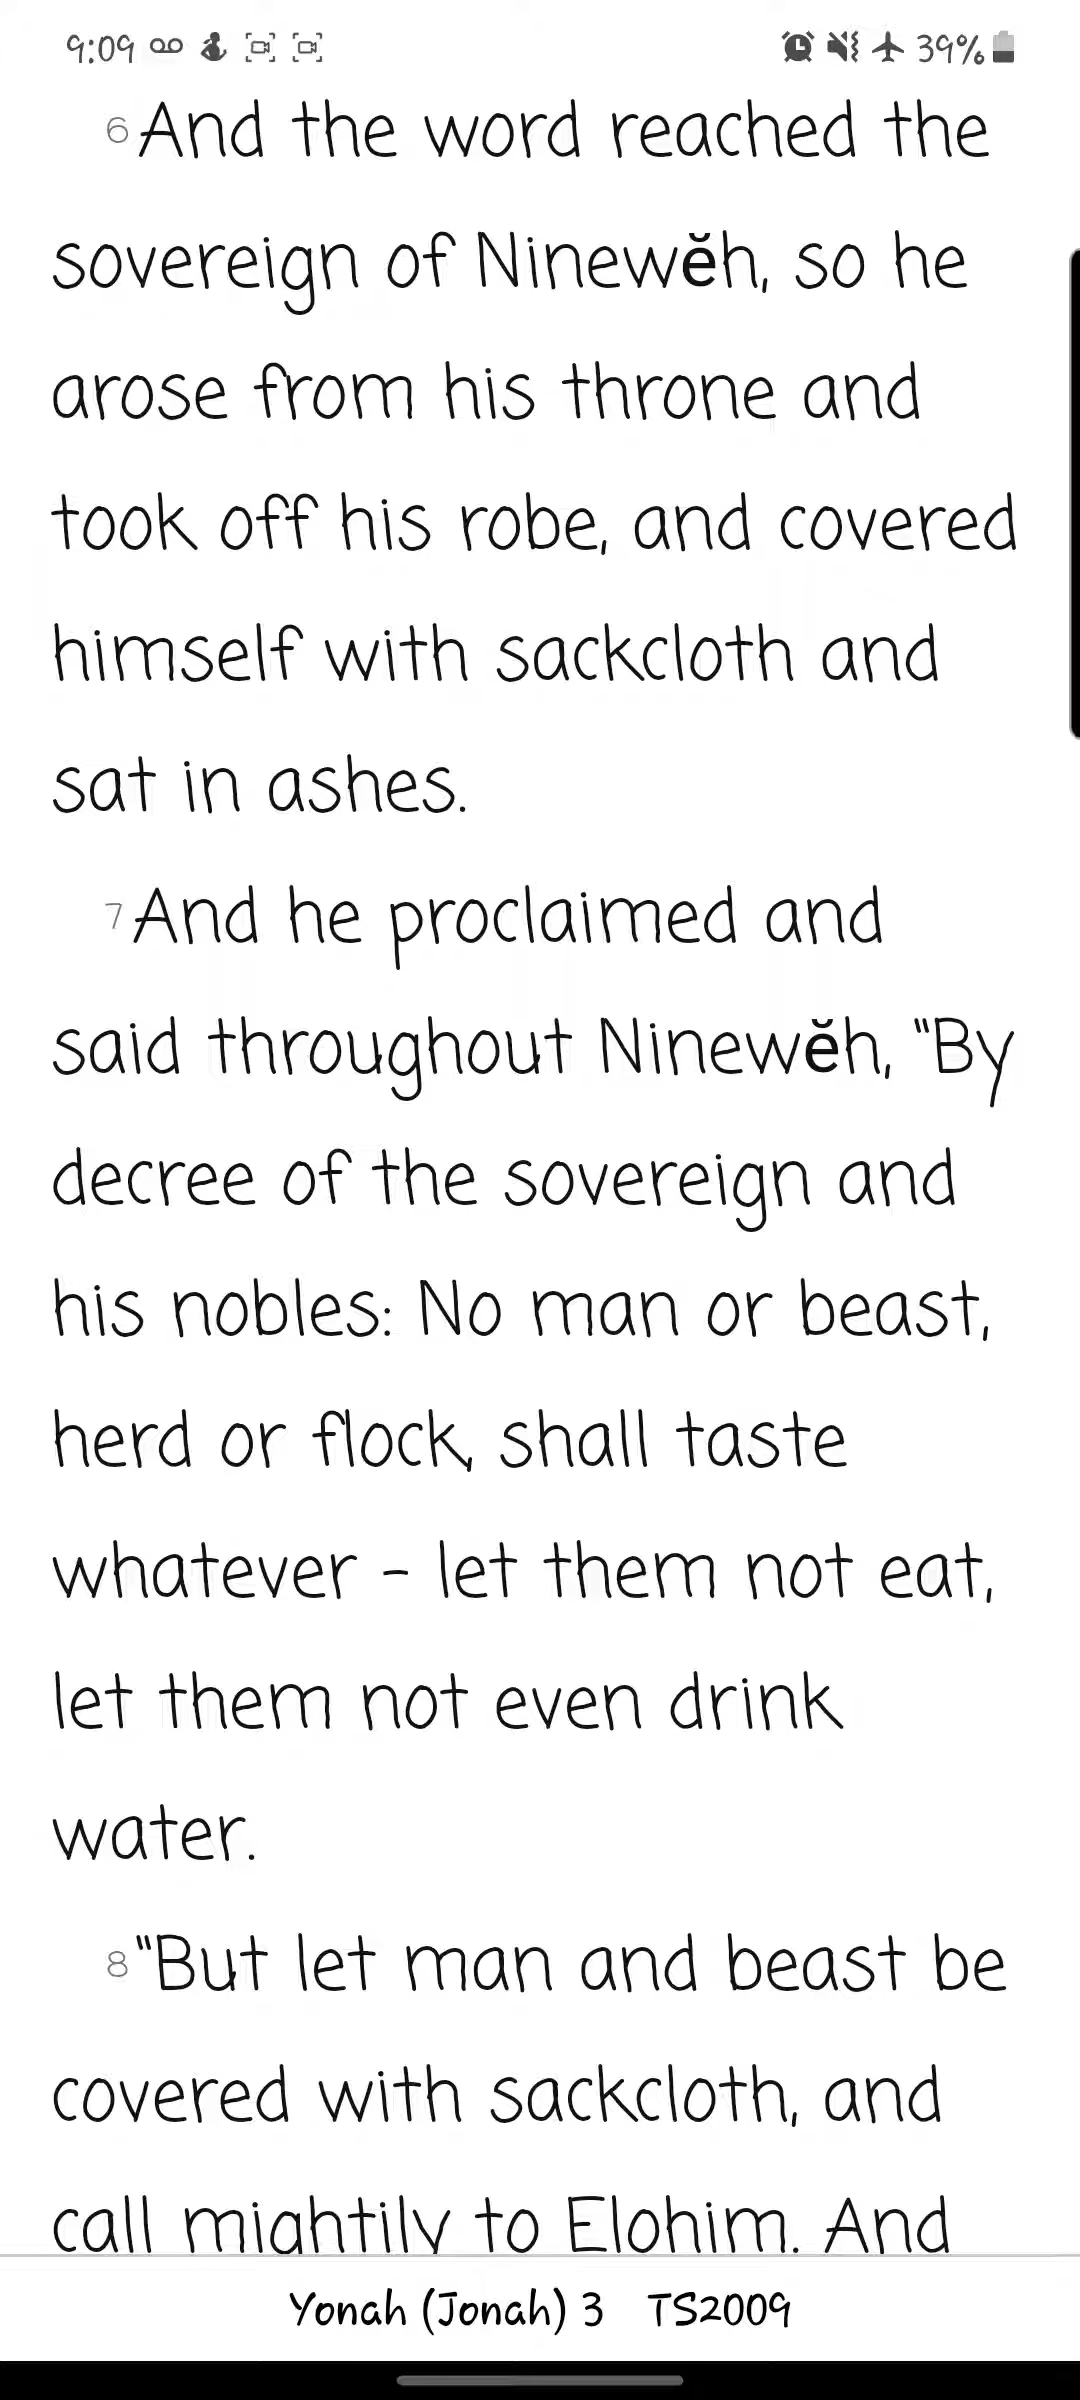 9:09 39%
6 And the word reached the
sovereign of Ninewĕh, so he
arose from his throne and
took off his robe, and covered
himself with sackcloth and
sat in ashes.
7 And he proclaimed and
said throughout Ninewĕh, "By
decree of the sovereign and
his nobles: No man or beast,
herd or flock, shall taste
whatever - let them not eat,
let them not even drink
water.
8 "But let man and beast be
covered with sackcloth, and
call mightily to Elohim. And
Yonah (Jonah) 3 TS2009